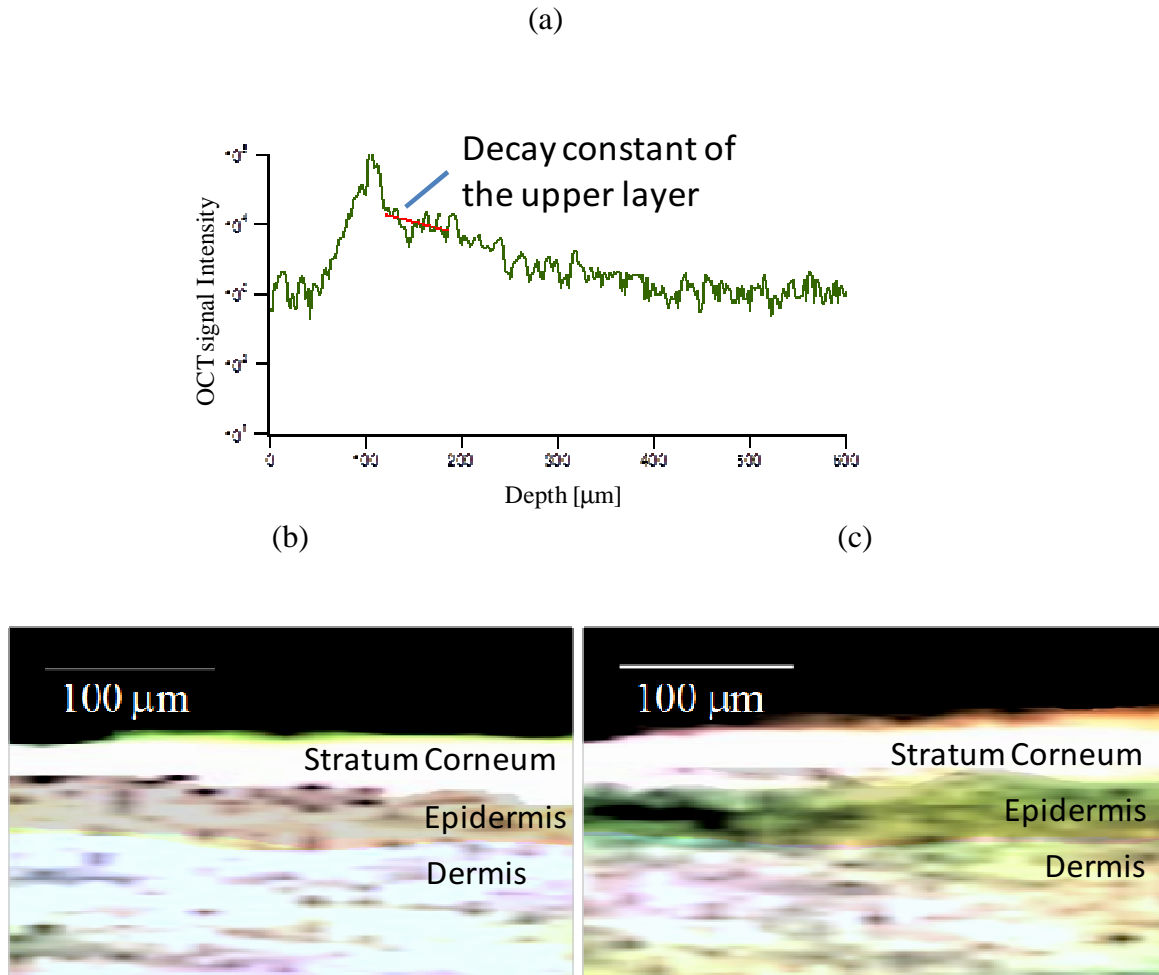 (a)
Decay constant of
the upper layer
OCT signal Intensity
0 100 200 300 400 500 600
Depth [μm]
(b) (c)
100 μm 100 μm
Stratum Corneum Stratum Corneum
Epidermis Epidermis
Dermis Dermis